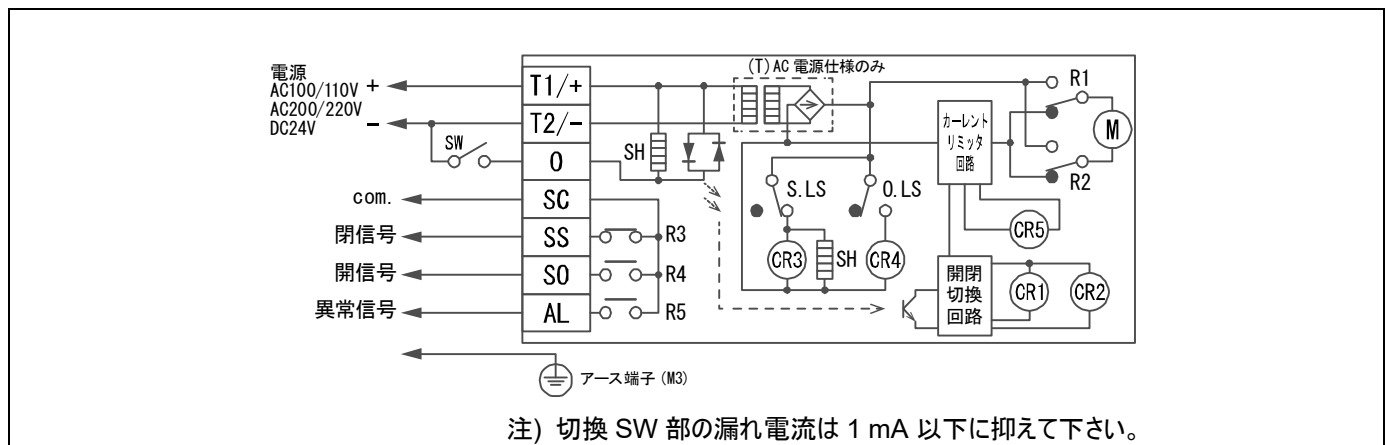 電源
AC100/110V
AC200/220V
DC24V
+
−
SW
com.
閉信号
開信号
異常信号
T1/+
T2/−
O
SC
SS
SO
AL
R3
R4
R5
アース端子 (M3)
SH
(T) AC 電源仕様のみ
S.LS
O.LS
CR3
SH
CR4
カーレント
リミッタ
回路
R1
M
R2
CR5
開閉
切換
回路
CR1
CR2
注) 切換 SW 部の漏れ電流は 1 mA 以下に抑えて下さい。